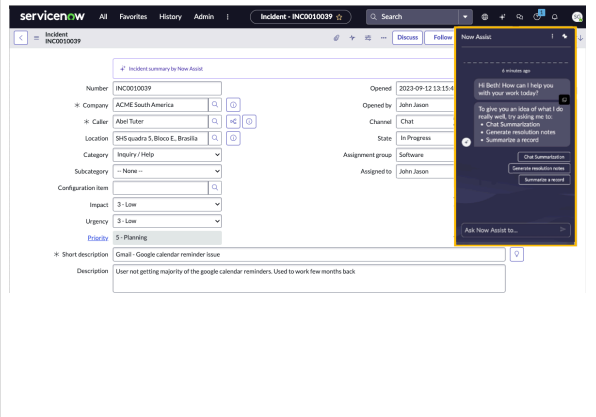 servicenow All Favorites History Admin Incident - INC0010039 ☆ Search
Incident
INC0010039
Discuss Follow
Incident summary by Now Assist
Number INC0010039
Opened 2023-09-12 13:15:4
Company ACME South America
Opened by John Jason
Caller Abel Tuter
Channel Chat
Location SHS quadra 5, Bloco E., Brasilia
State In Progress
Category Inquiry / Help
Assignment group Software
Subcategory -- None --
Assigned to John Jason
Configuration item
Impact 3 - Low
Urgency 3 - Low
Priority 5 - Planning
Short description Gmail - Google calendar reminder issue
Description User not getting majority of the google calendar reminders. Used to work few months back
Now Assist
6 minutes ago
Hi Beth! How can I help you
with your work today?
To give you an idea of what I do
really well, try asking me to:
• Chat Summarization
• Generate resolution notes
• Summarize a record
Chat Summarization
Generate resolution notes
Summarize a record
Ask Now Assist to...